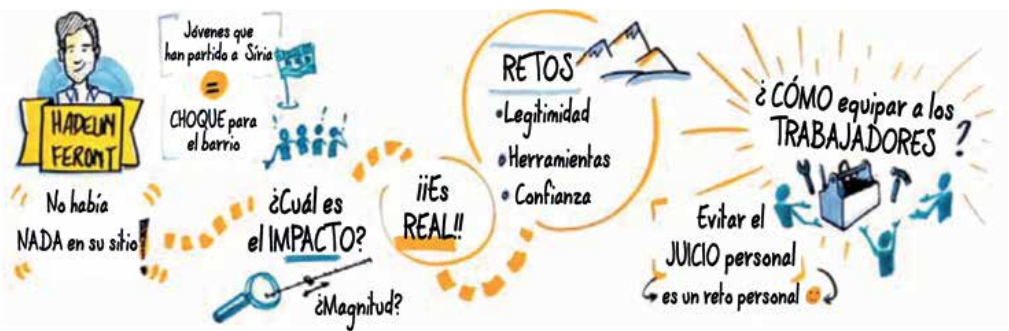 HADELIN
FERONT
Jóvenes que
han partido a Síria
=
CHOQUE para
el barrio
No había
NADA en su sitio!
¿Cuál es
el IMPACTO?
¿Magnitud?
¡¡Es
REAL!!
RETOS
•Legitimidad
•Herramientas
•Confianza
¿CÓMO equipar a los
TRABAJADORES?
Evitar el
JUICIO personal
es un reto personal